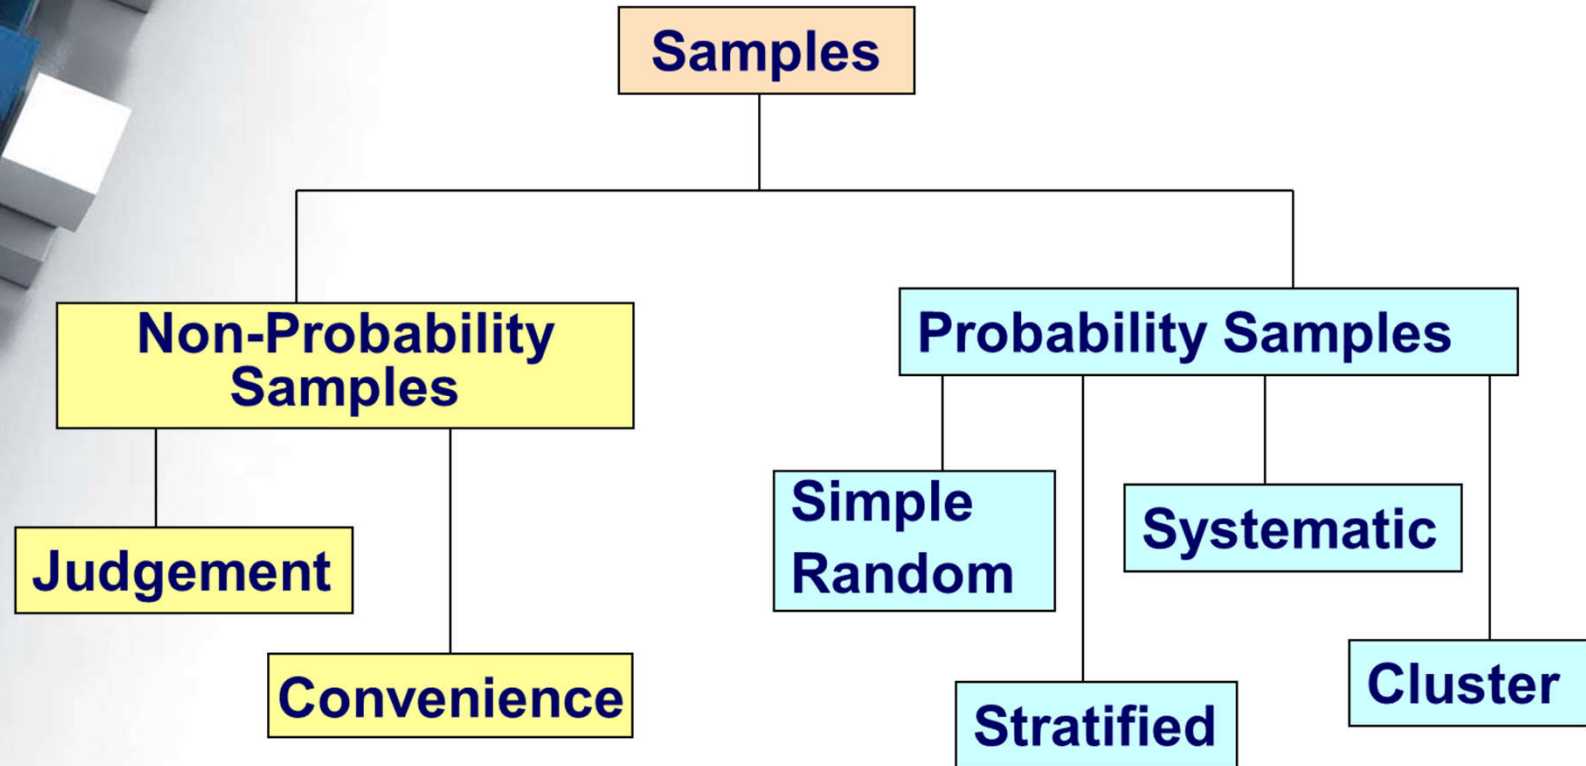 Samples
Non-Probability
Samples
Probability Samples
Judgement
Convenience
Simple
Random
Stratified
Systematic
Cluster